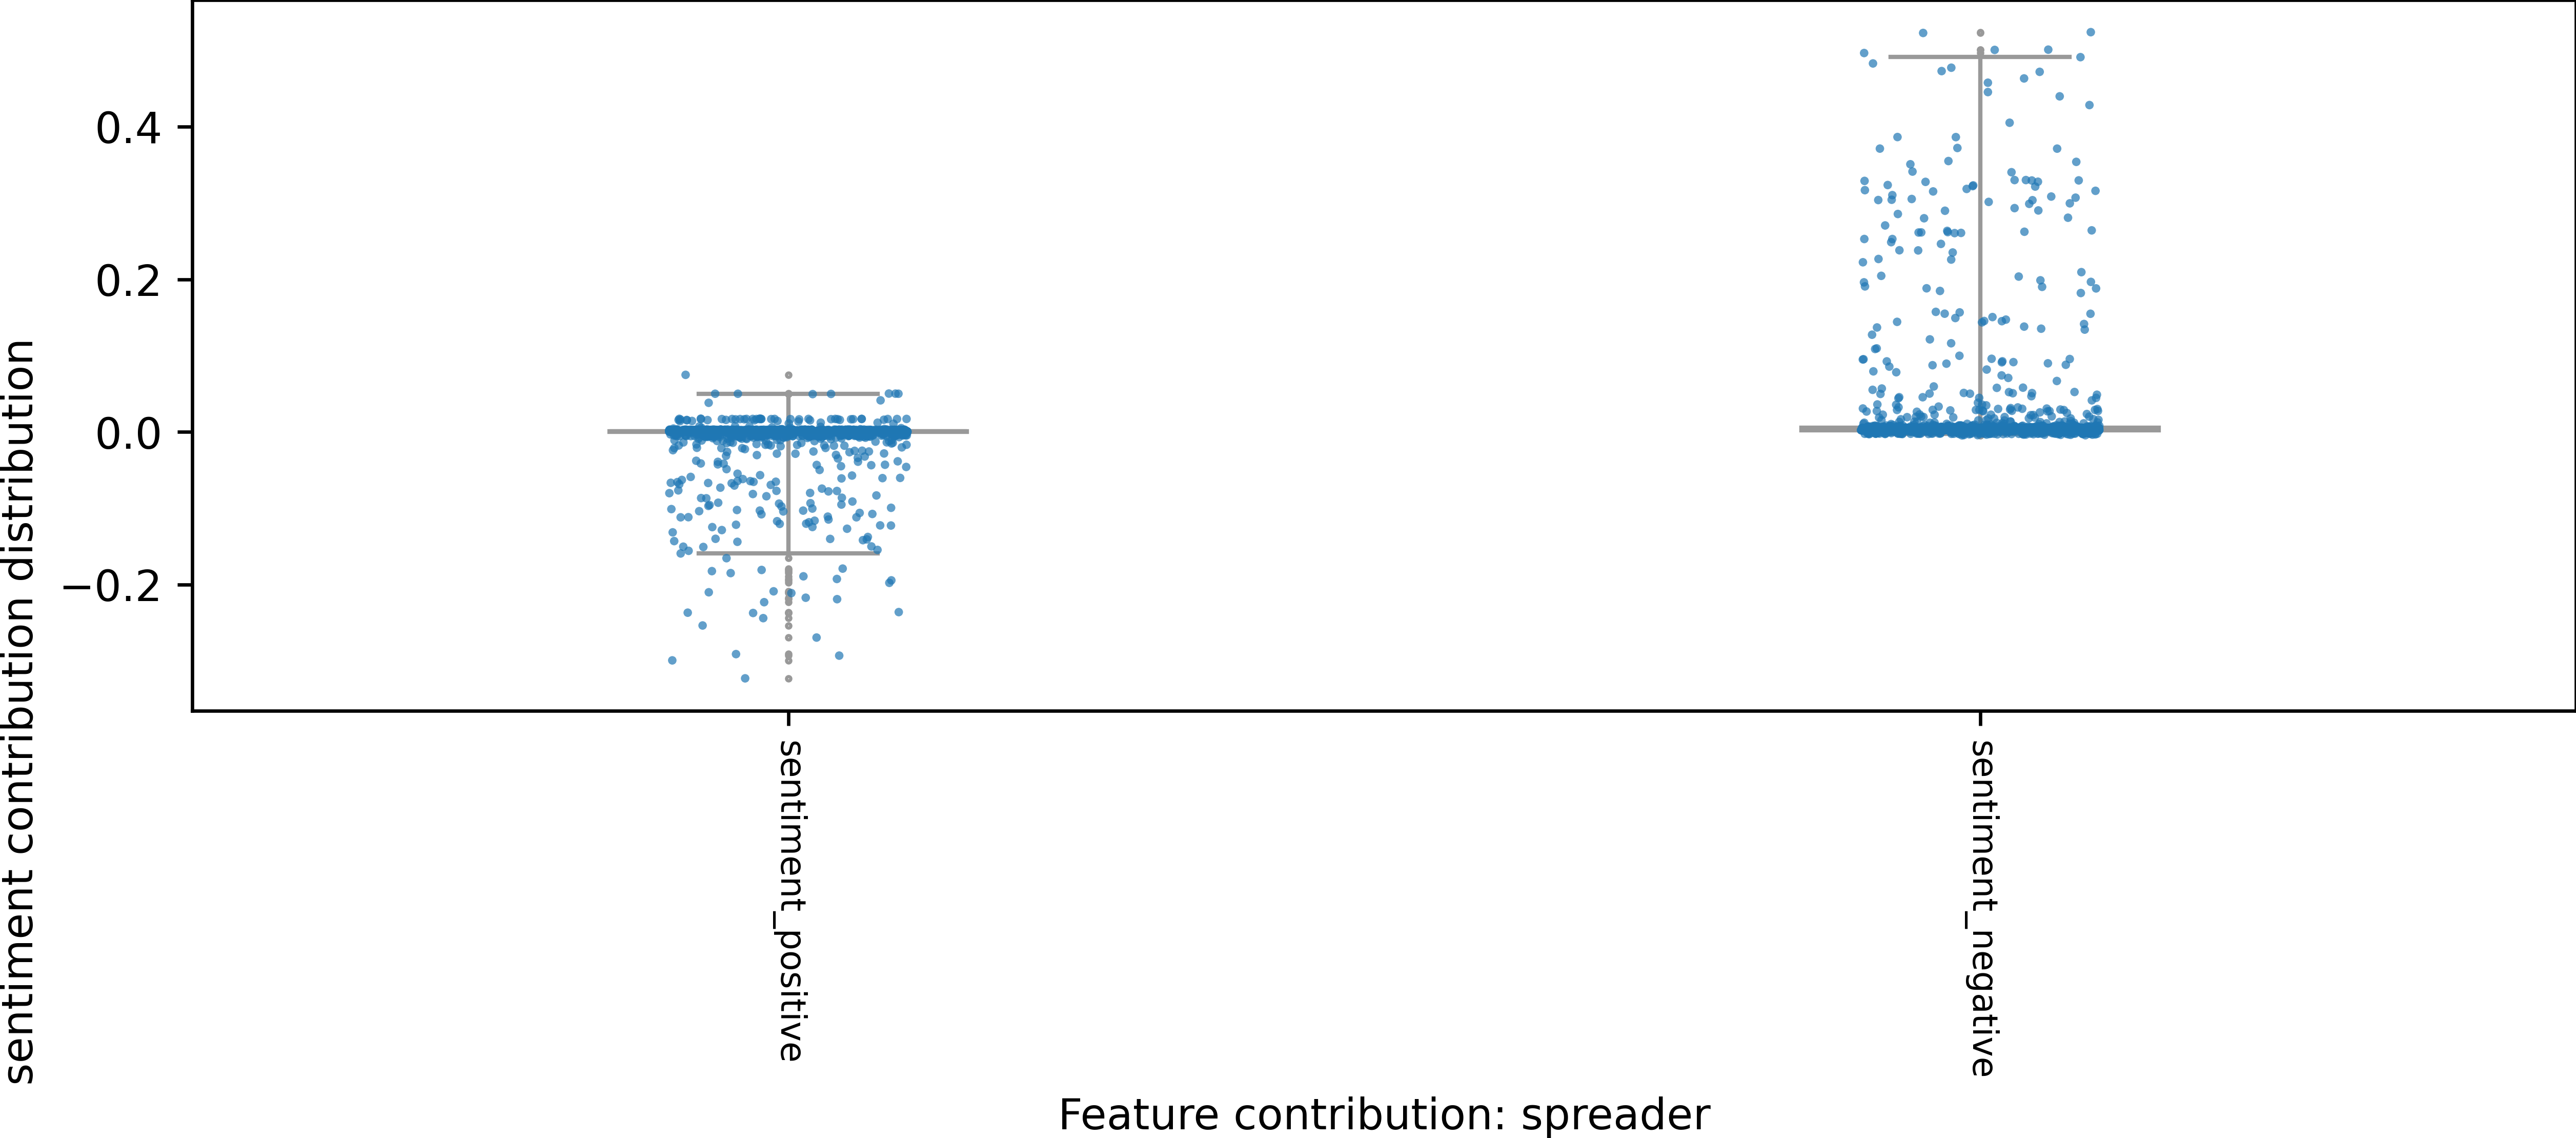 sentiment contribution distribution
0.4
0.2
0.0
−0.2
sentiment_positive
sentiment_negative
Feature contribution: spreader